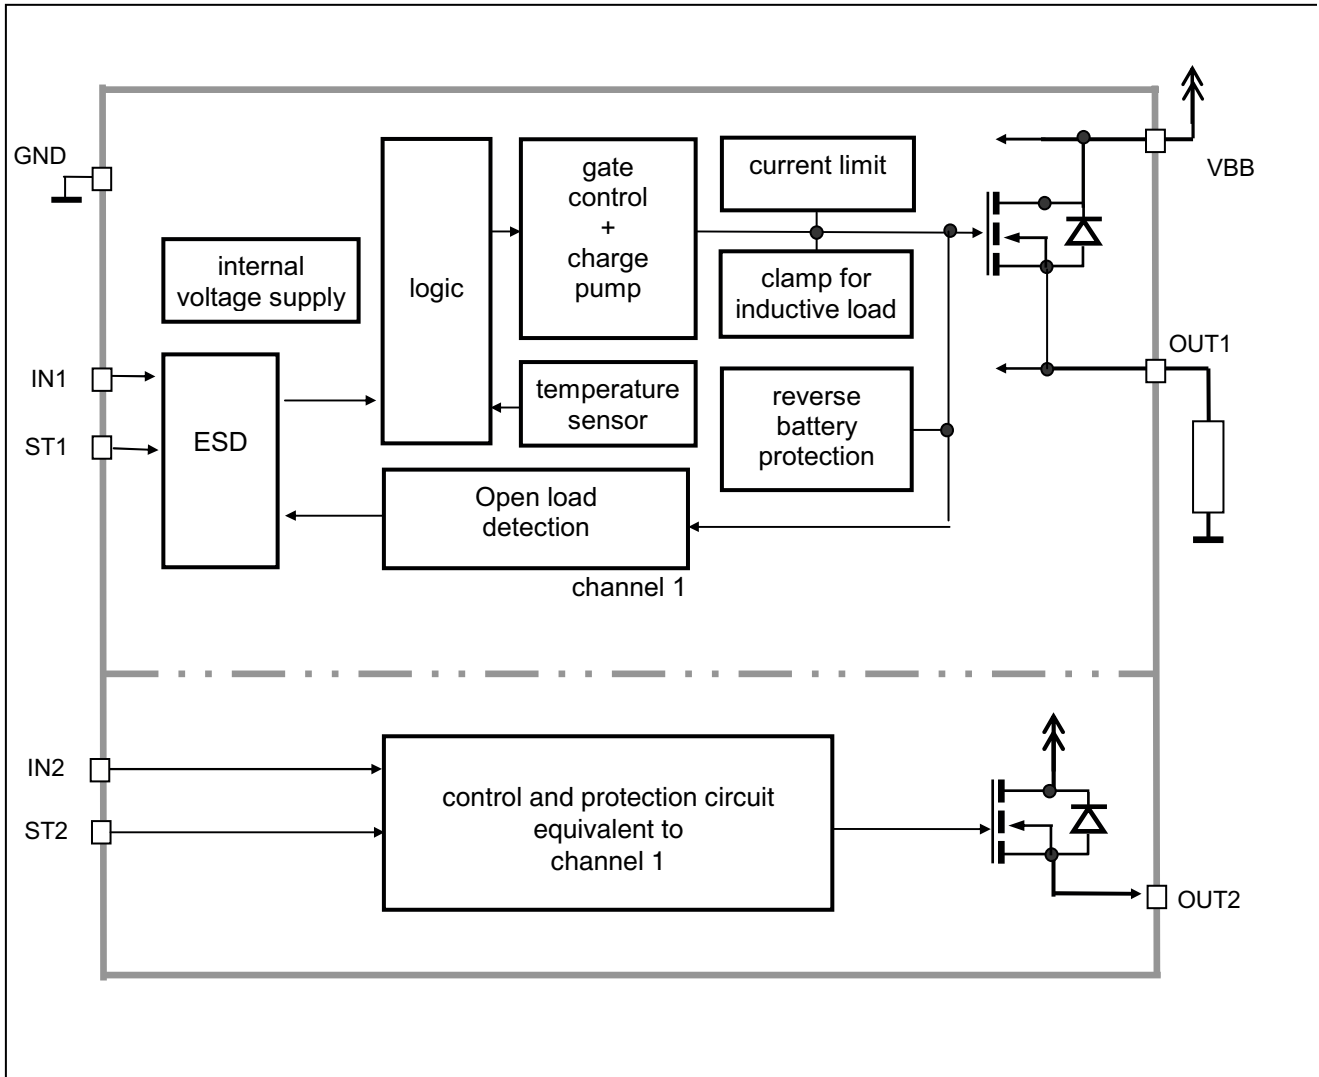 GND
VBB
gate
control
+
charge
pump
current limit
internal
voltage supply
logic
clamp for
inductive load
OUT1
IN1
ST1
ESD
temperature
sensor
reverse
battery
protection
Open load
detection
channel 1
IN2
ST2
control and protection circuit
equivalent to
channel 1
OUT2